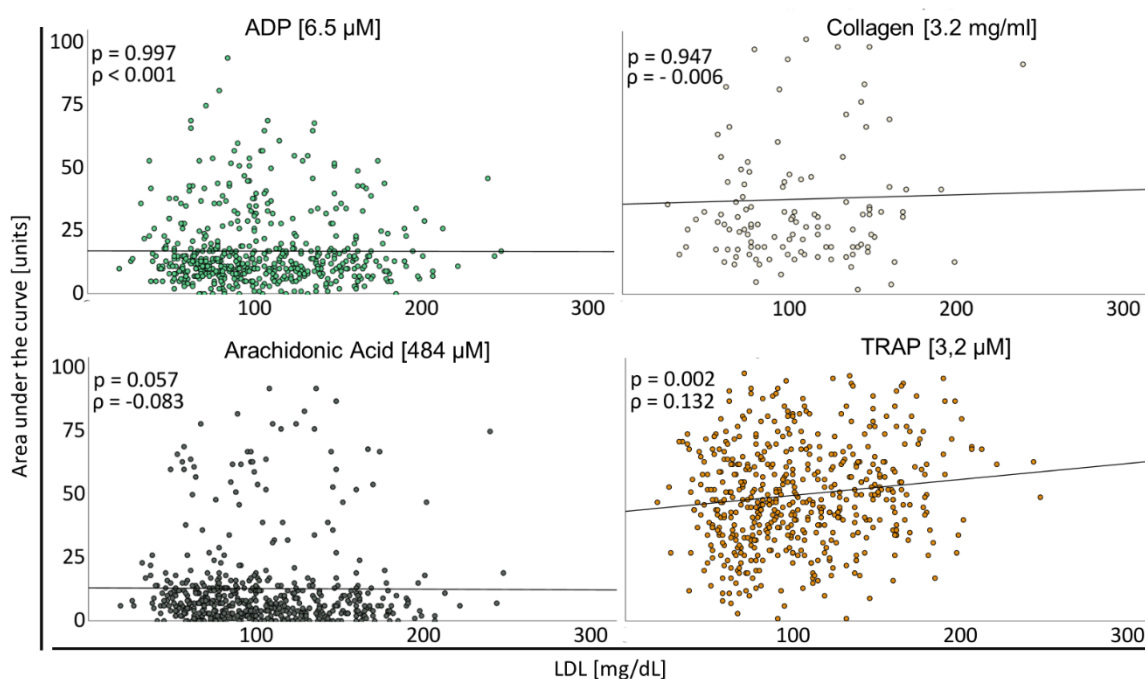 ADP [6.5 µM]
Collagen [3.2 mg/ml]
p = 0.997
ρ < 0.001
p = 0.947
ρ = - 0.006
100
75
50
25
0
100
200
300
100
200
300
Arachidonic Acid [484 µM]
TRAP [3,2 µM]
p = 0.057
ρ = -0.083
p = 0.002
ρ = 0.132
100
75
50
25
0
100
200
300
100
200
300
Area under the curve [units]
LDL [mg/dL]